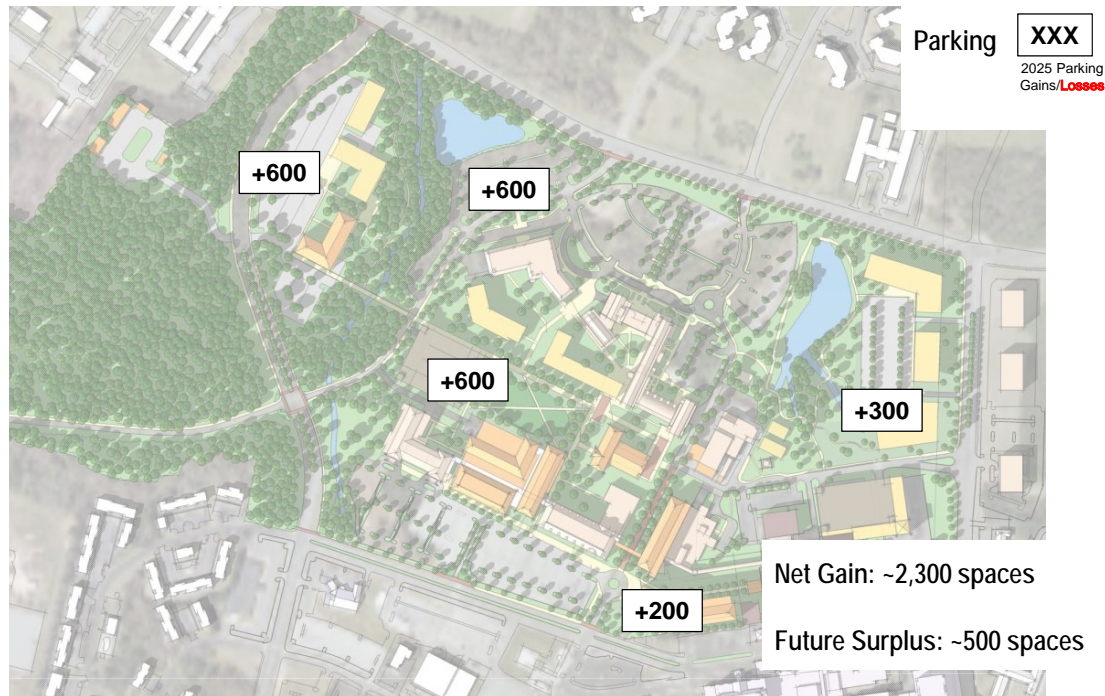 Parking
XXX
2025 Parking
Gains/Losses
+600
+600
+600
+300
+200
Net Gain: ~2,300 spaces
Future Surplus: ~500 spaces